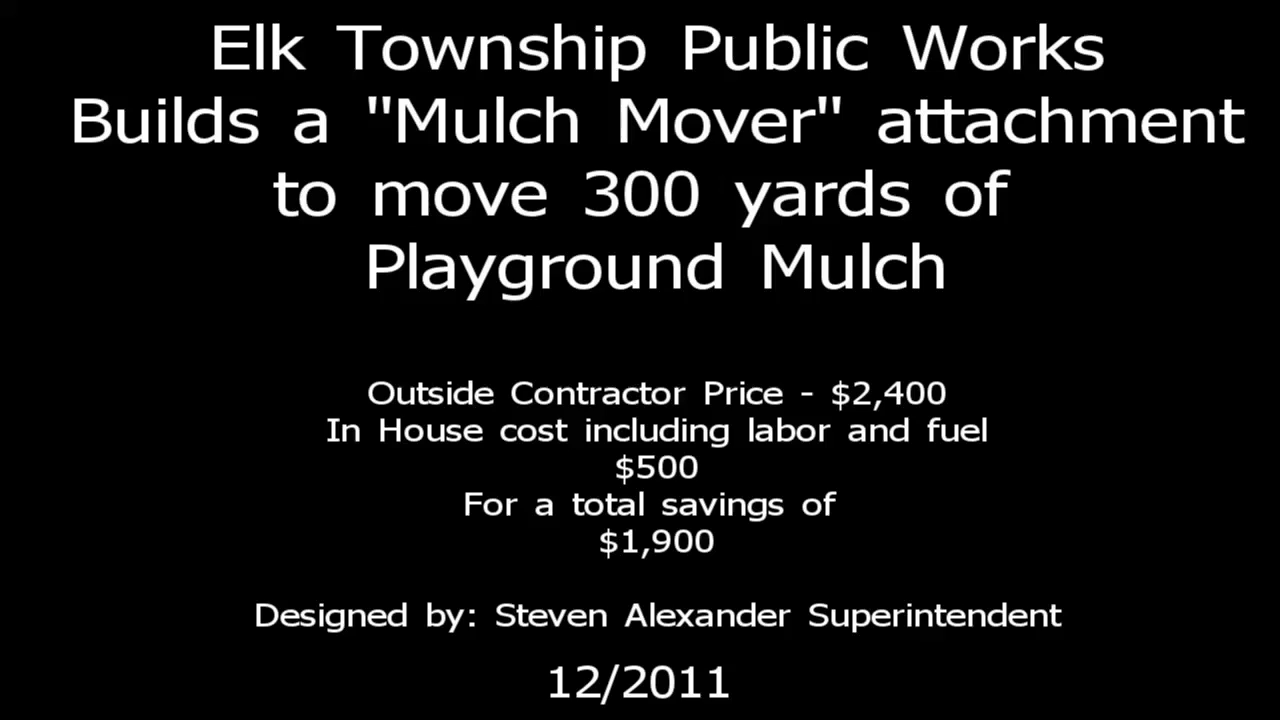 Elk Township Public Works
Builds a "Mulch Mover" attachment
to move 300 yards of
Playground Mulch
Outside Contractor Price - $2,400
In House cost including labor and fuel
$500
For a total savings of
$1,900
Designed by: Steven Alexander Superintendent
12/2011